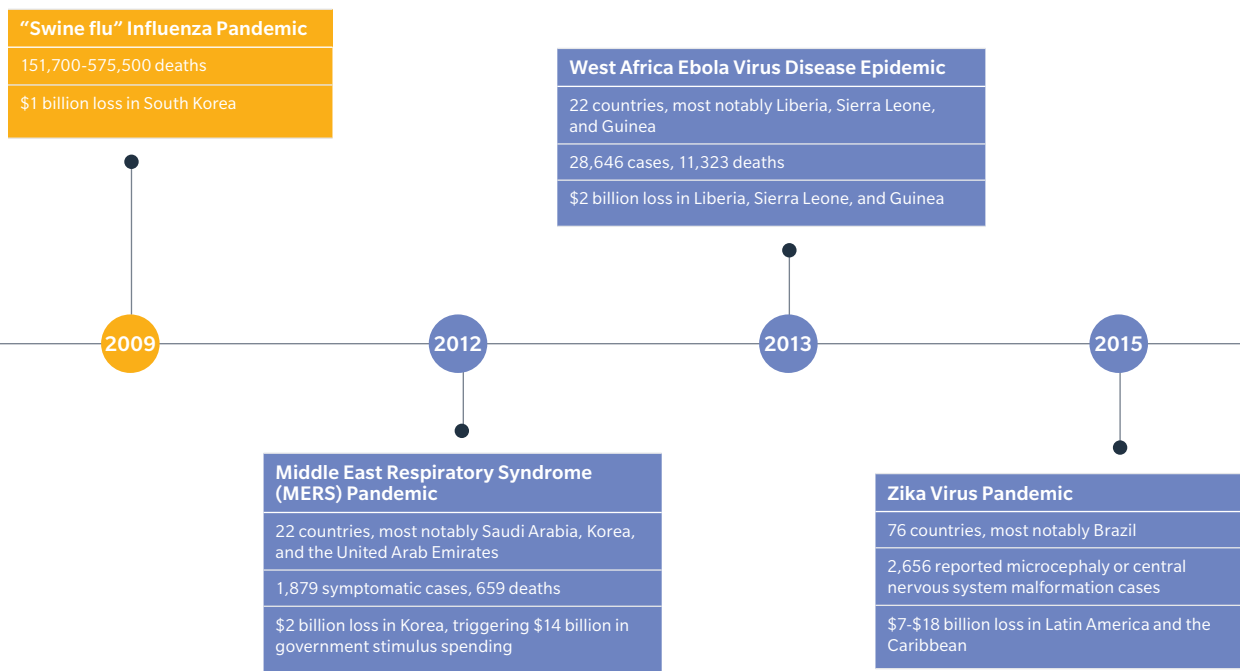 “Swine flu” Influenza Pandemic
151,700-575,500 deaths
$1 billion loss in South Korea
West Africa Ebola Virus Disease Epidemic
22 countries, most notably Liberia, Sierra Leone,
and Guinea
28,646 cases, 11,323 deaths
$2 billion loss in Liberia, Sierra Leone, and Guinea
2009
2012
2013
2015
Middle East Respiratory Syndrome
(MERS) Pandemic
22 countries, most notably Saudi Arabia, Korea,
and the United Arab Emirates
1,879 symptomatic cases, 659 deaths
$2 billion loss in Korea, triggering $14 billion in
government stimulus spending
Zika Virus Pandemic
76 countries, most notably Brazil
2,656 reported microcephaly or central
nervous system malformation cases
$7-$18 billion loss in Latin America and the
Caribbean